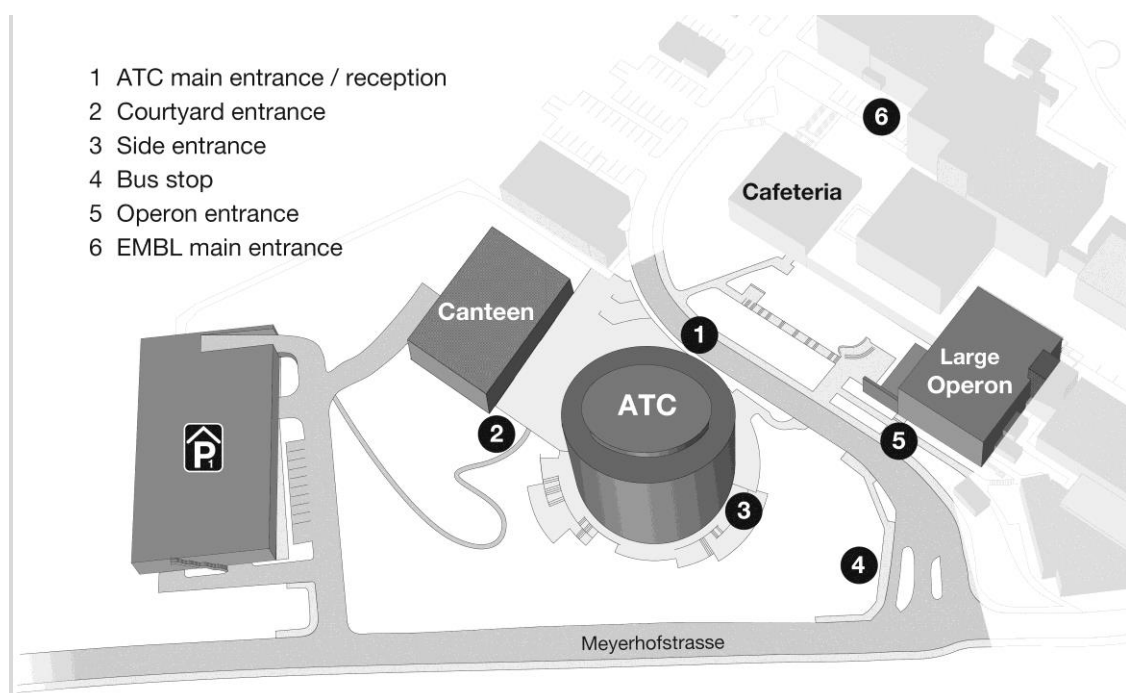 1 ATC main entrance / reception
2 Courtyard entrance
3 Side entrance
4 Bus stop
5 Operon entrance
6 EMBL main entrance
6
Cafeteria
Canteen
1
Large
Operon
ATC
2
5
P1
3
4
Meyerhofstrasse